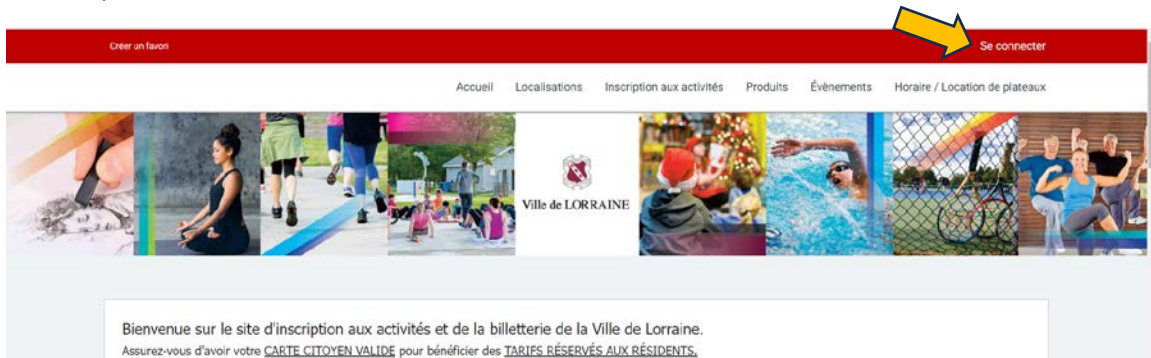 Créer un favori
Se connecter
Accueil Localisations Inscription aux activités Produits Évènements Horaire / Location de plateaux
Ville de LORRAINE
Bienvenue sur le site d'inscription aux activités et de la billetterie de la Ville de Lorraine.
Assurez-vous d'avoir votre CARTE CITOYEN VALIDE pour bénéficier des TARIFS RÉSERVÉS AUX RÉSIDENTS.